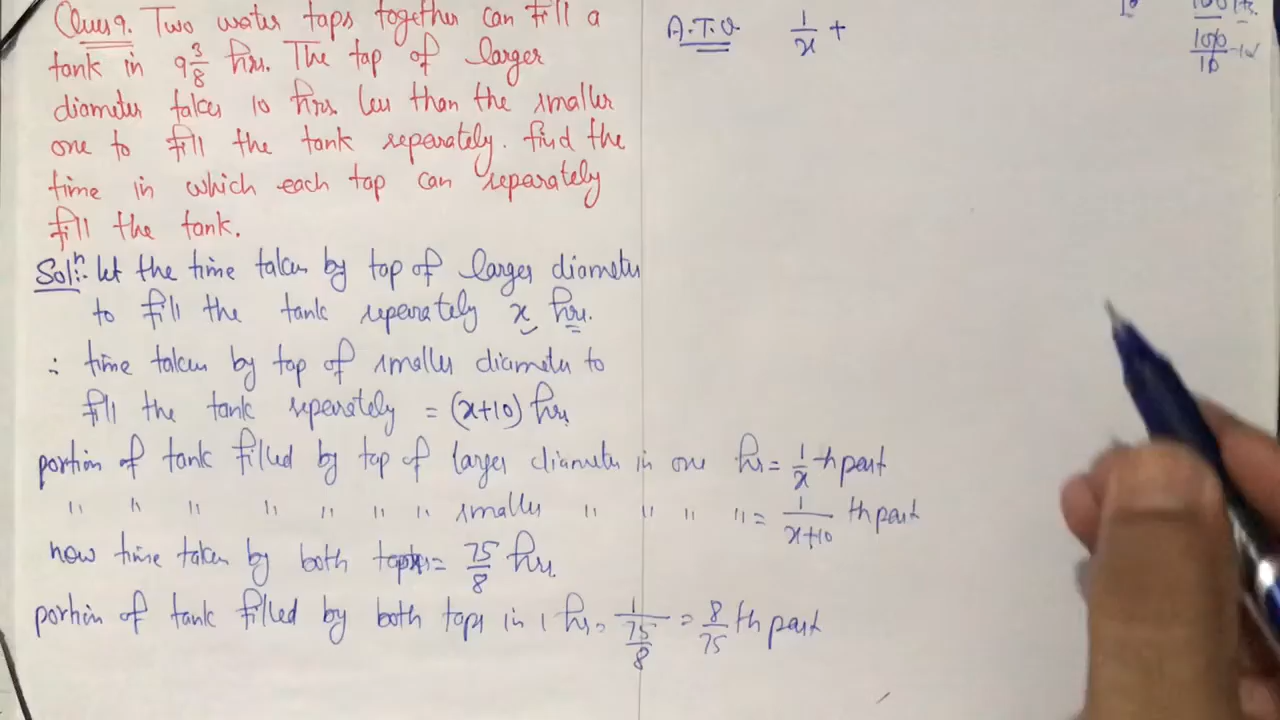 Ques 9. Two water taps together can fill a
tank in 9 3/8 hrs. The tap of larger
diameter takes 10 hrs. less than the smaller
one to fill the tank separately. find the
time in which each tap can separately
fill the tank.
Solⁿ:- let the time taken by tap of larger diameter
to fill the tank separately x hrs.
∴ time taken by tap of smaller diameter to
fill the tank separately = (x+10) hrs
portion of tank filled by tap of larger diameter in one hr = 1/x th part
" " " " " " " smaller " " " " = 1/(x+10) th part
now time taken by both taps = 75/8 hrs.
portion of tank filled by both taps in 1 hr = 1/(75/8) = 8/75 th part
A.T.Q. 1/x +